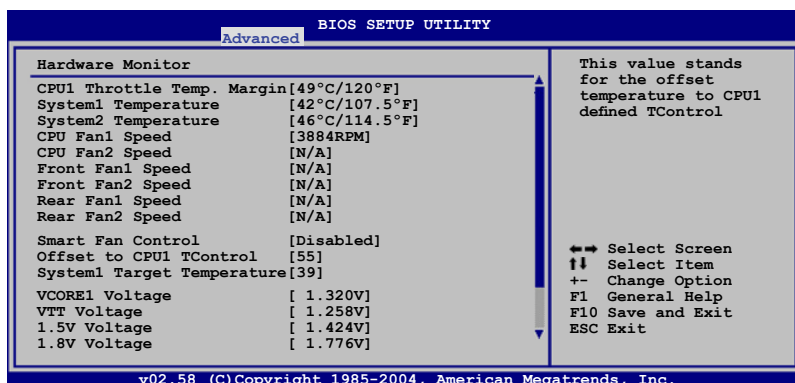 BIOS SETUP UTILITY
Advanced
Hardware Monitor
CPU1 Throttle Temp. Margin[49°C/120°F]
System1 Temperature [42°C/107.5°F]
System2 Temperature [46°C/114.5°F]
CPU Fan1 Speed [3884RPM]
CPU Fan2 Speed [N/A]
Front Fan1 Speed [N/A]
Front Fan2 Speed [N/A]
Rear Fan1 Speed [N/A]
Rear Fan2 Speed [N/A]
Smart Fan Control [Disabled]
Offset to CPU1 TControl [55]
System1 Target Temperature[39]
VCORE1 Voltage [ 1.320V]
VTT Voltage [ 1.258V]
1.5V Voltage [ 1.424V]
1.8V Voltage [ 1.776V]
This value stands
for the offset
temperature to CPU1
defined TControl
Select Screen
Select Item
+- Change Option
F1 General Help
F10 Save and Exit
ESC Exit
v02.58 (C)Copyright 1985-2004, American Megatrends, Inc.